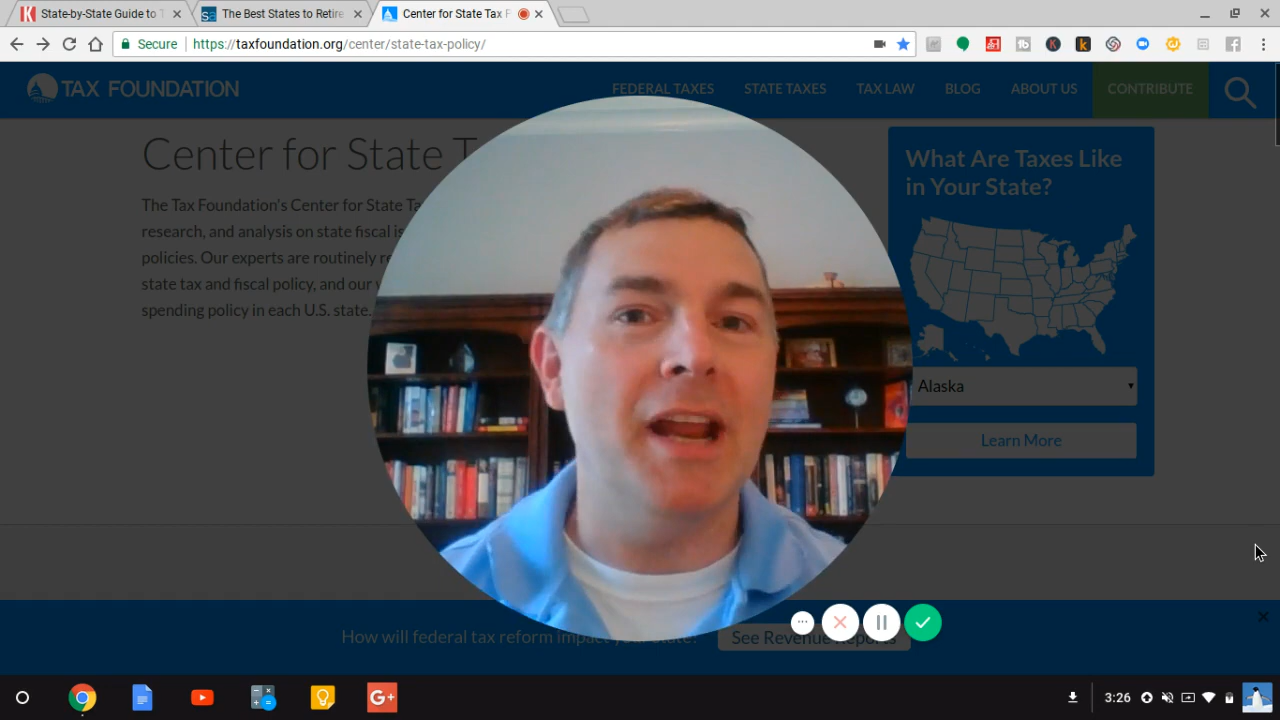 State-by-State Guide to T
The Best States to Retire
Center for State Tax P
Secure
https://taxfoundation.org/center/state-tax-policy/
TAX FOUNDATION
FEDERAL TAXES
STATE TAXES
TAX LAW
BLOG
ABOUT US
CONTRIBUTE
Center for State T
The Tax Foundation's Center for State Ta
research, and analysis on state fiscal is
policies. Our experts are routinely re
state tax and fiscal policy, and our
spending policy in each U.S. state.
What Are Taxes Like
in Your State?
Alaska
Learn More
How will federal tax reform impact your state?
See Revenue Reports
3:26